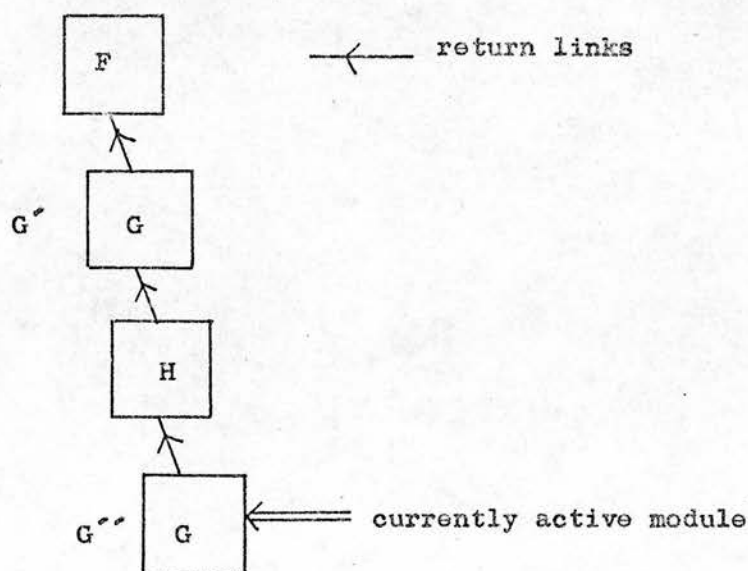 F
return links
G´ G
H
G´´ G
currently active module